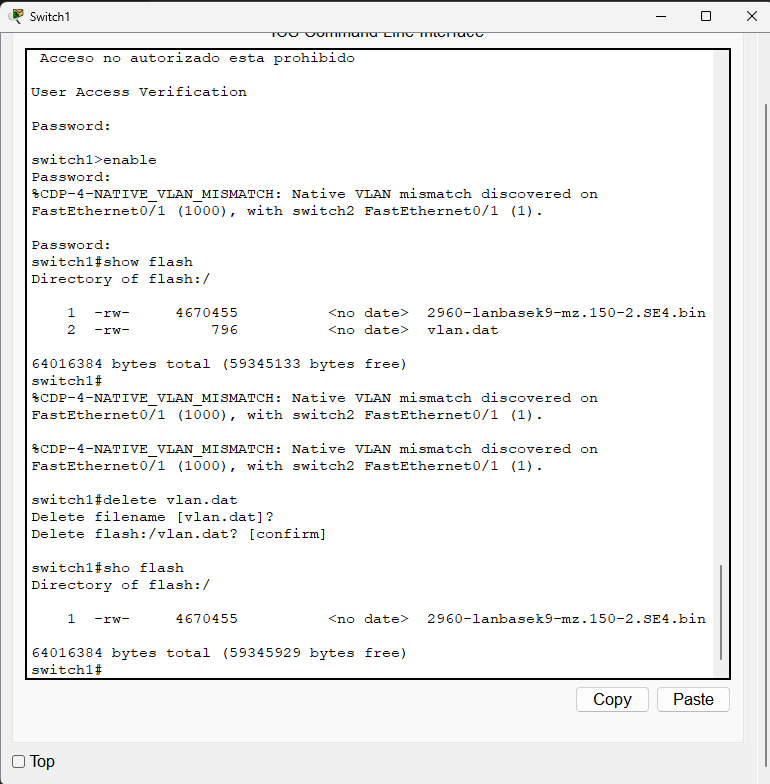 Switch1
IOS Command Line Interface
Acceso no autorizado esta prohibido
User Access Verification
Password:
switch1>enable
Password:
%CDP-4-NATIVE_VLAN_MISMATCH: Native VLAN mismatch discovered on
FastEthernet0/1 (1000), with switch2 FastEthernet0/1 (1).
Password:
switch1#show flash
Directory of flash:/
1 -rw- 4670455 <no date> 2960-lanbasek9-mz.150-2.SE4.bin
2 -rw- 796 <no date> vlan.dat
64016384 bytes total (59345133 bytes free)
switch1#
%CDP-4-NATIVE_VLAN_MISMATCH: Native VLAN mismatch discovered on
FastEthernet0/1 (1000), with switch2 FastEthernet0/1 (1).
%CDP-4-NATIVE_VLAN_MISMATCH: Native VLAN mismatch discovered on
FastEthernet0/1 (1000), with switch2 FastEthernet0/1 (1).
switch1#delete vlan.dat
Delete filename [vlan.dat]?
Delete flash:/vlan.dat? [confirm]
switch1#sho flash
Directory of flash:/
1 -rw- 4670455 <no date> 2960-lanbasek9-mz.150-2.SE4.bin
64016384 bytes total (59345929 bytes free)
switch1#
Copy
Paste
Top